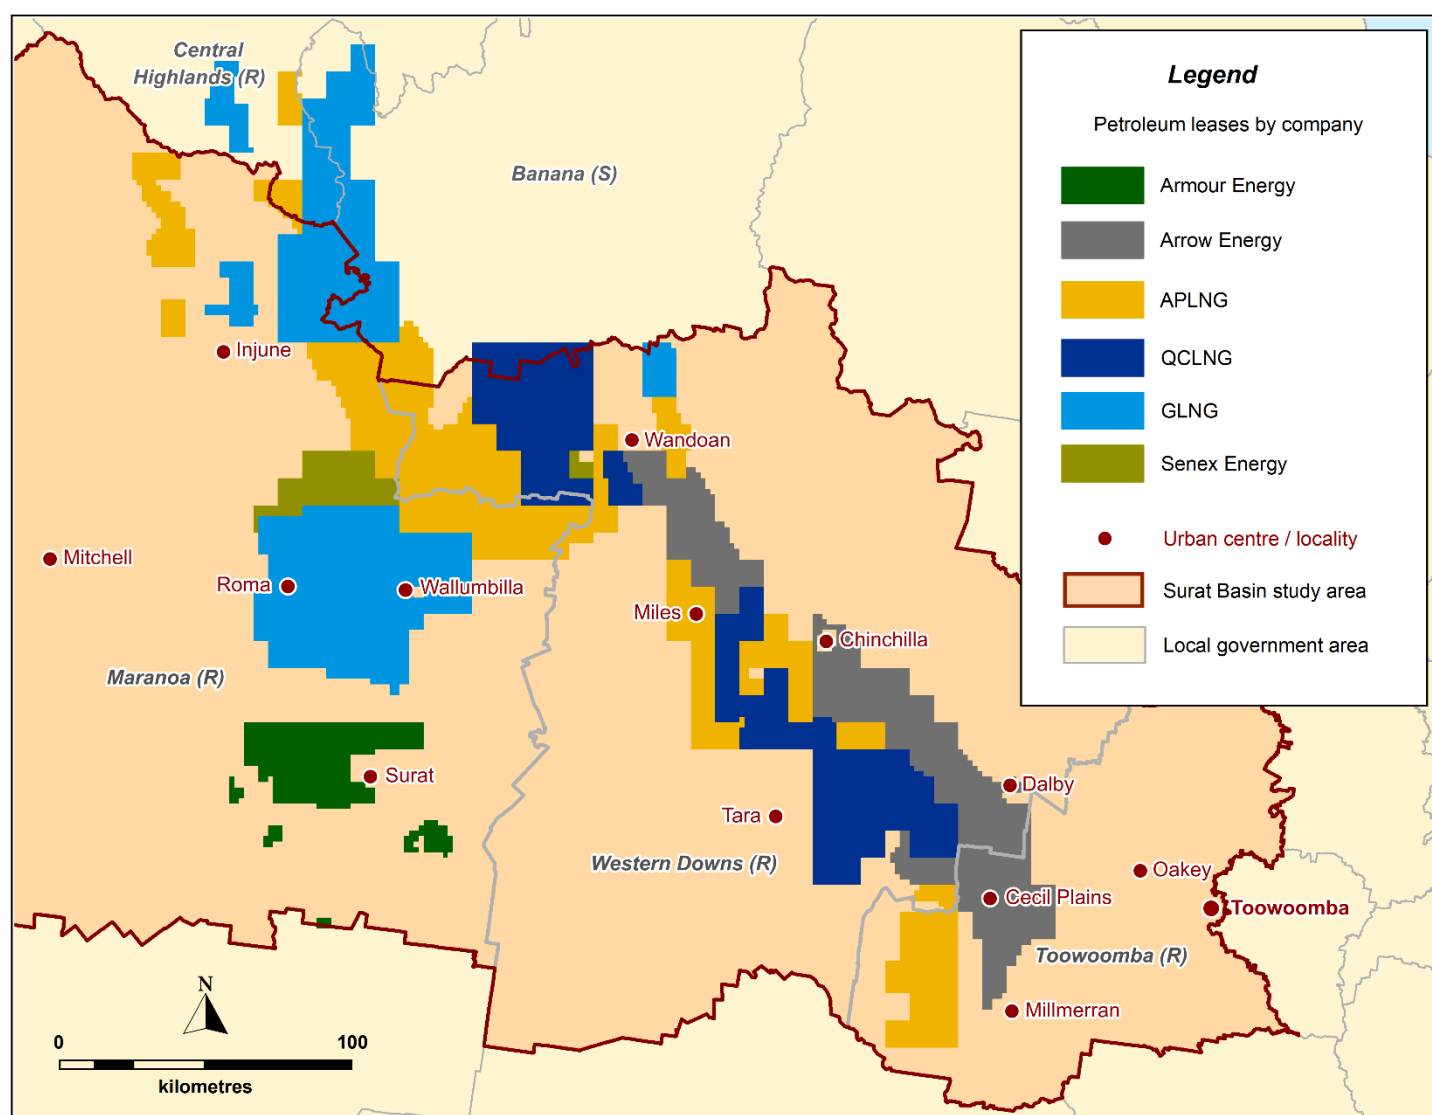 Central
Highlands (R)
Banana (S)
Injune
Wandoan
Mitchell
Roma
Wallumbilla
Miles
Chinchilla
Maranoa (R)
Surat
Dalby
Tara
Western Downs (R)
Oakey
Cecil Plains
Toowoomba
Toowoomba (R)
Millmerran
N
0
100
kilometres
Legend
Petroleum leases by company
Armour Energy
Arrow Energy
APLNG
QCLNG
GLNG
Senex Energy
Urban centre / locality
Surat Basin study area
Local government area